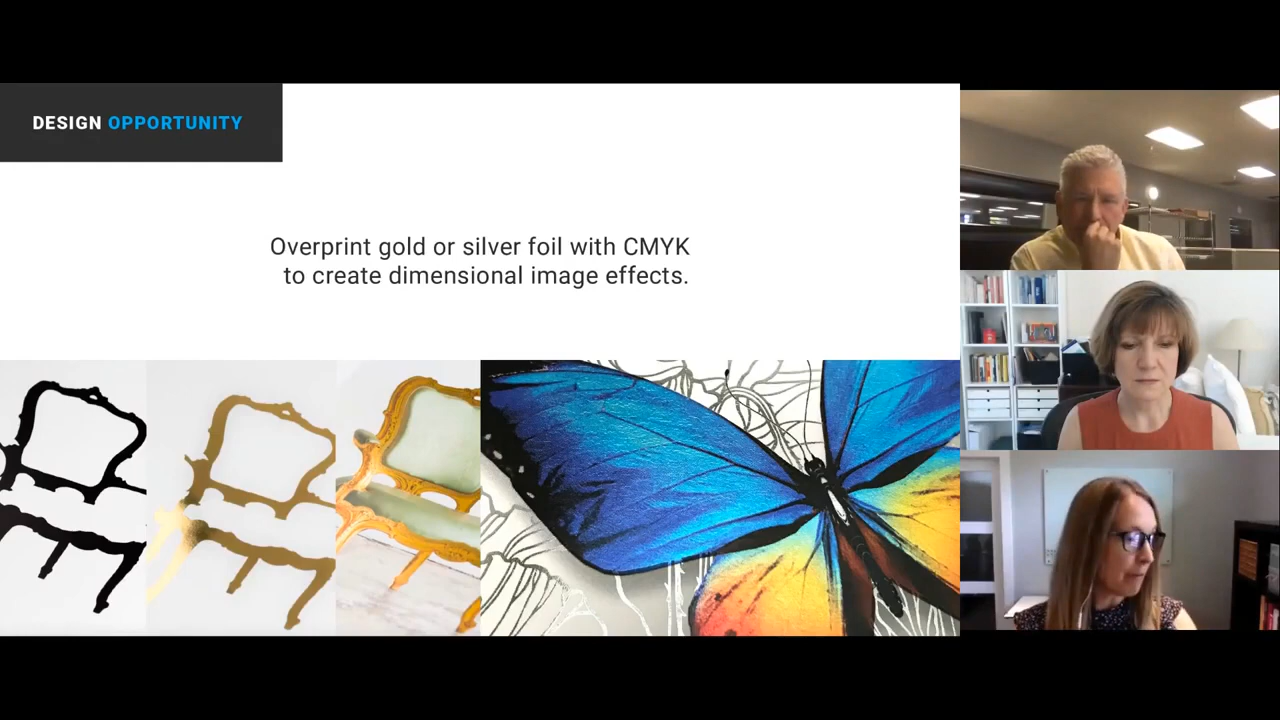 DESIGN OPPORTUNITY
Overprint gold or silver foil with CMYK
to create dimensional image effects.